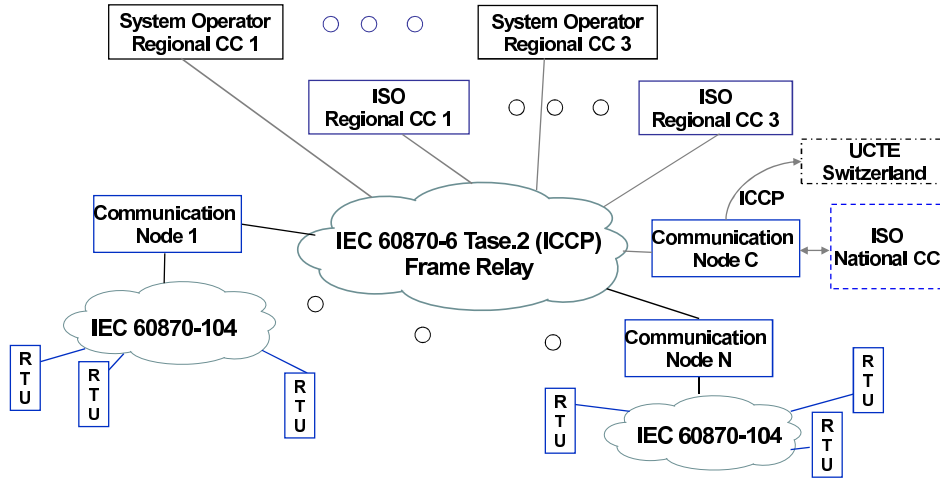 System Operator
Regional CC 1
System Operator
Regional CC 3
ISO
Regional CC 1
ISO
Regional CC 3
UCTE
Switzerland
ICCP
Communication
Node 1
IEC 60870-6 Tase.2 (ICCP)
Frame Relay
Communication
Node C
ISO
National CC
IEC 60870-104
Communication
Node N
R
T
U
R
T
U
R
T
U
R
T
U
IEC 60870-104
R
T
U
R
T
U